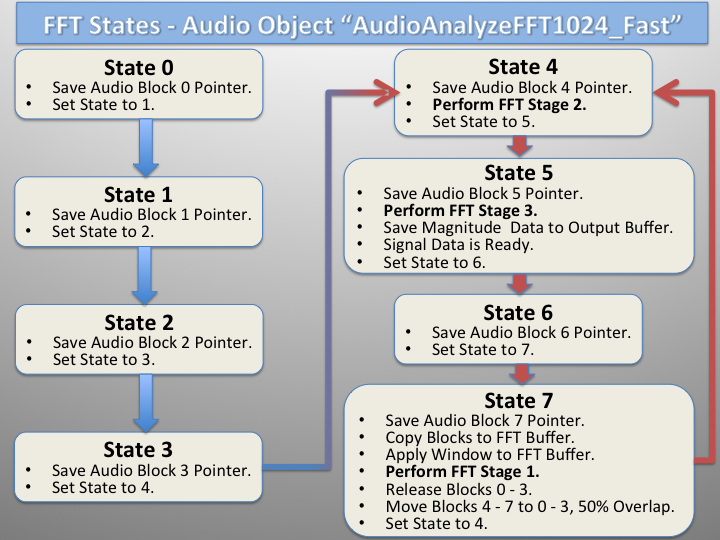 FFT States - Audio Object “AudioAnalyzeFFT1024_Fast”
State 0
• Save Audio Block 0 Pointer.
• Set State to 1.
State 1
• Save Audio Block 1 Pointer.
• Set State to 2.
State 2
• Save Audio Block 2 Pointer.
• Set State to 3.
State 3
• Save Audio Block 3 Pointer.
• Set State to 4.
State 4
• Save Audio Block 4 Pointer.
• Perform FFT Stage 2.
• Set State to 5.
State 5
• Save Audio Block 5 Pointer.
• Perform FFT Stage 3.
• Save Magnitude Data to Output Buffer.
• Signal Data is Ready.
• Set State to 6.
State 6
• Save Audio Block 6 Pointer.
• Set State to 7.
State 7
• Save Audio Block 7 Pointer.
• Copy Blocks to FFT Buffer.
• Apply Window to FFT Buffer.
• Perform FFT Stage 1.
• Release Blocks 0 - 3.
• Move Blocks 4 - 7 to 0 - 3, 50% Overlap.
• Set State to 4.